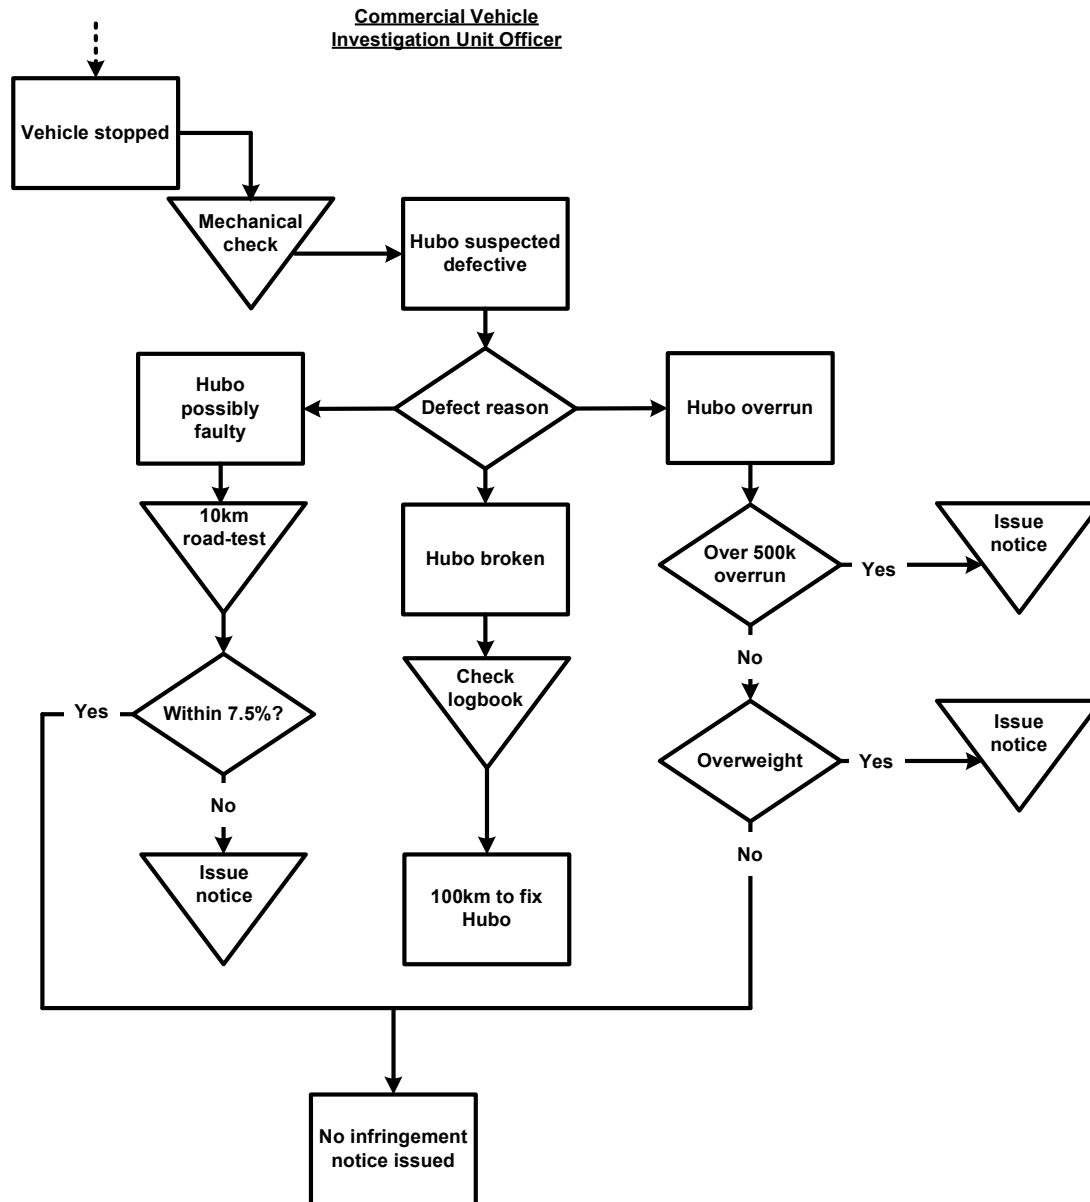 Commercial Vehicle
Investigation Unit Officer
Vehicle stopped
Mechanical
check
Hubo suspected
defective
Hubo
possibly
faulty
Defect reason
Hubo overrun
10km
road-test
Hubo broken
Over 500k
overrun
Yes
Issue
notice
No
Within 7.5%?
Yes
Check
logbook
Overweight
Yes
Issue
notice
No
No
Issue
notice
100km to fix
Hubo
No infringement
notice issued